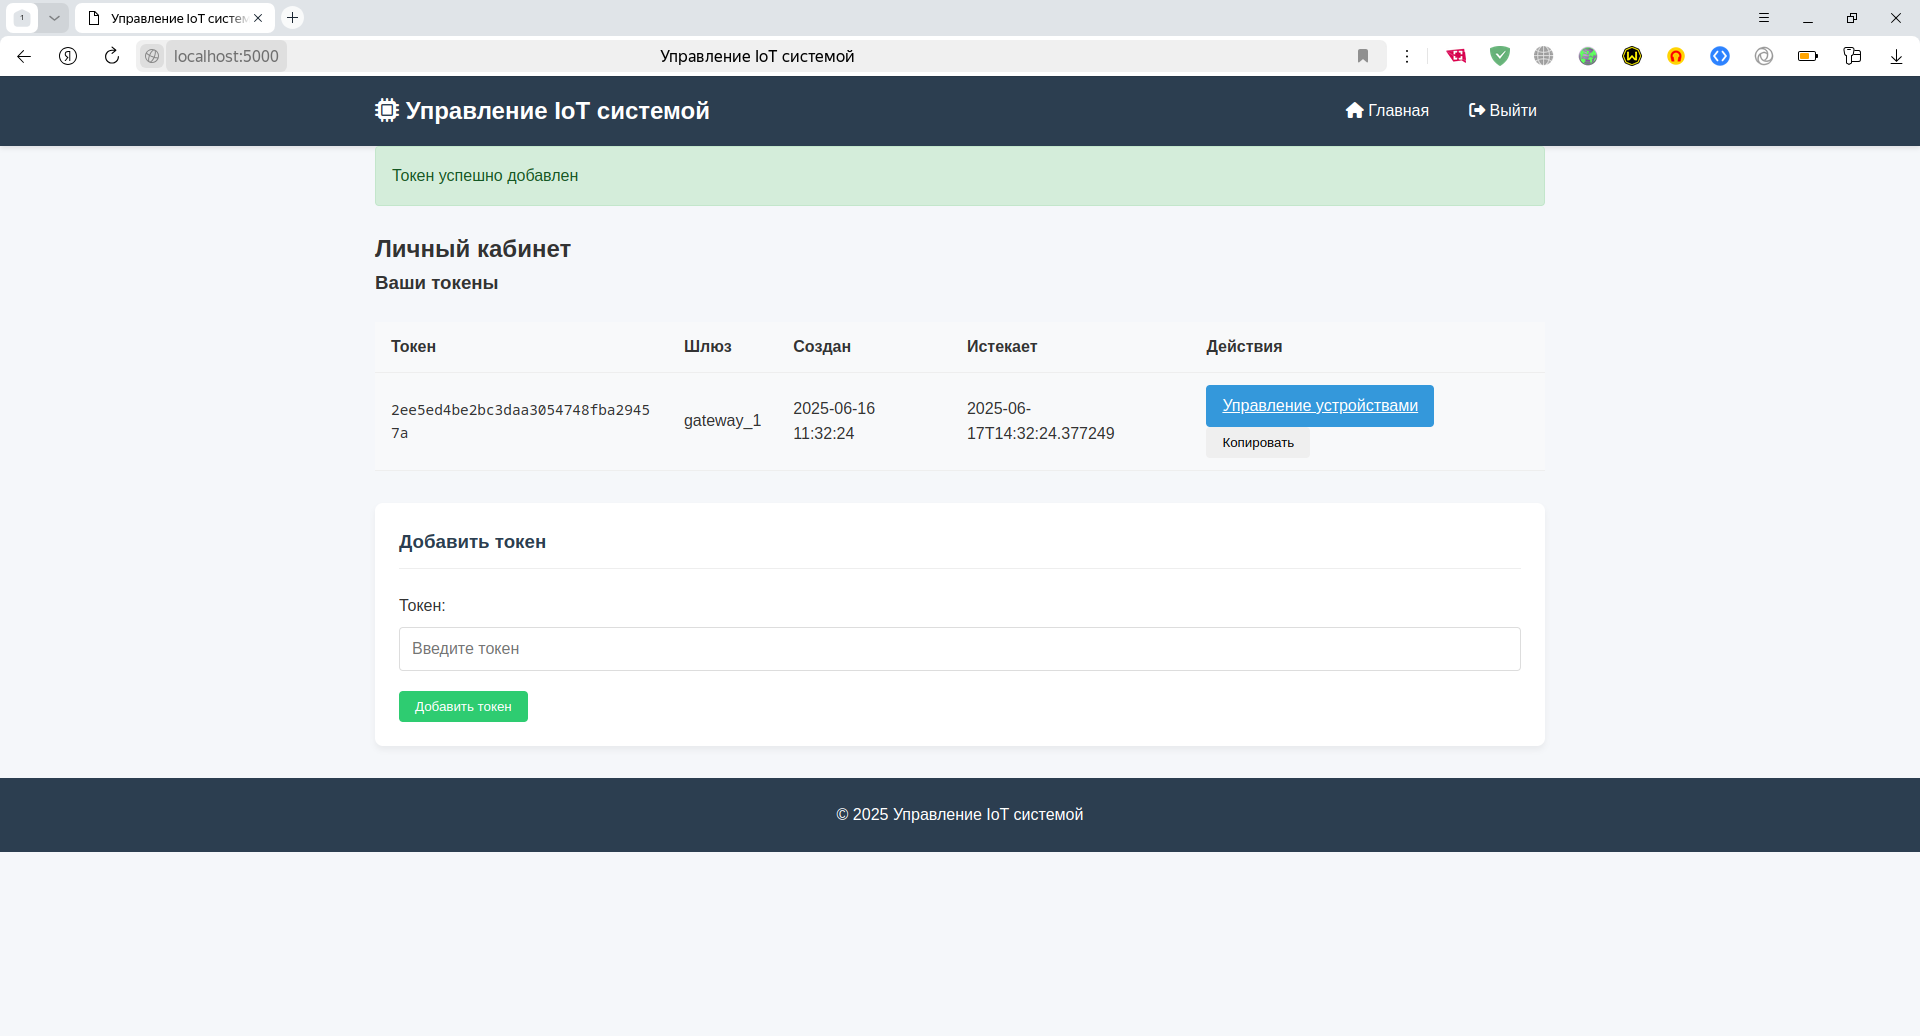 1
Управление IoT систем
localhost:5000
Управление IoT системой
Управление IoT системой
Главная
Выйти
Токен успешно добавлен
Личный кабинет
Ваши токены
Токен Шлюз Создан Истекает Действия
2ee5ed4be2bc3daa3054748fba2945
7a
gateway_1
2025-06-16
11:32:24
2025-06-
17T14:32:24.377249
Управление устройствами
Копировать
Добавить токен
Токен:
Введите токен
Добавить токен
© 2025 Управление IoT системой